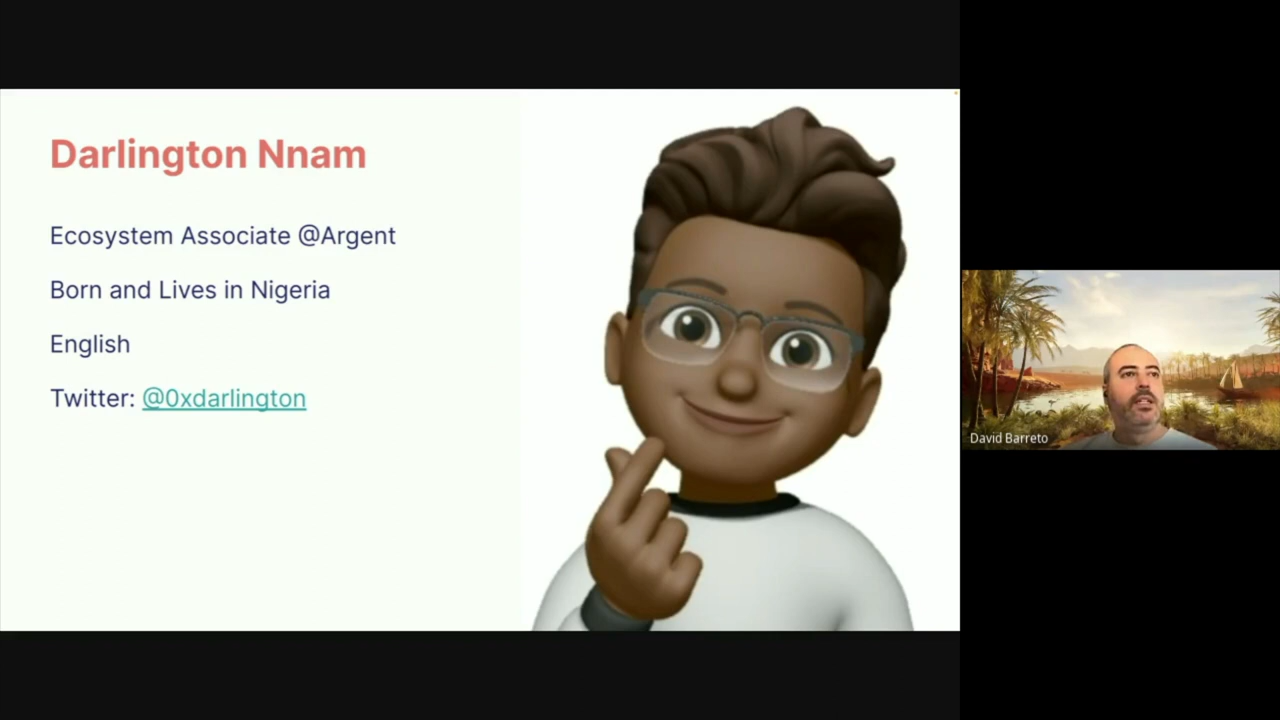 Darlington Nnam
Ecosystem Associate @Argent
Born and Lives in Nigeria
English
Twitter: @0xdarlington
David Barreto